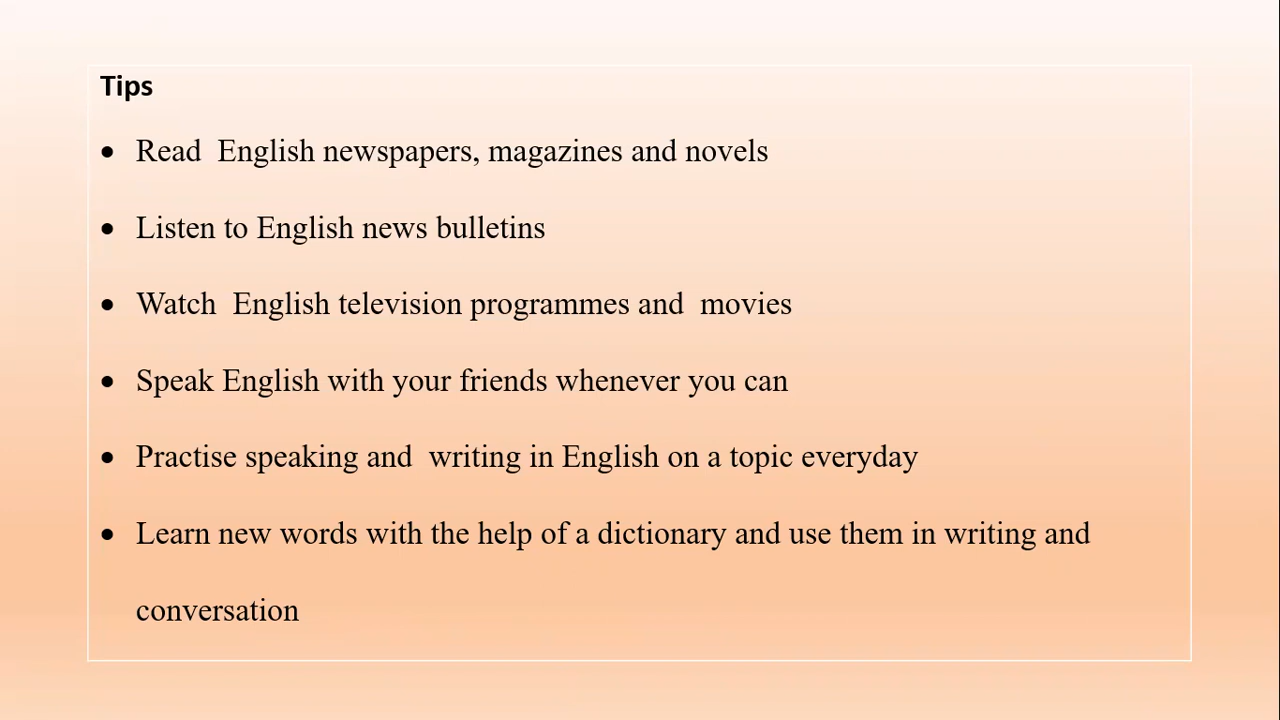 Tips
• Read  English newspapers, magazines and novels
• Listen to English news bulletins
• Watch  English television programmes and  movies
• Speak English with your friends whenever you can
• Practise speaking and  writing in English on a topic everyday
• Learn new words with the help of a dictionary and use them in writing and
conversation